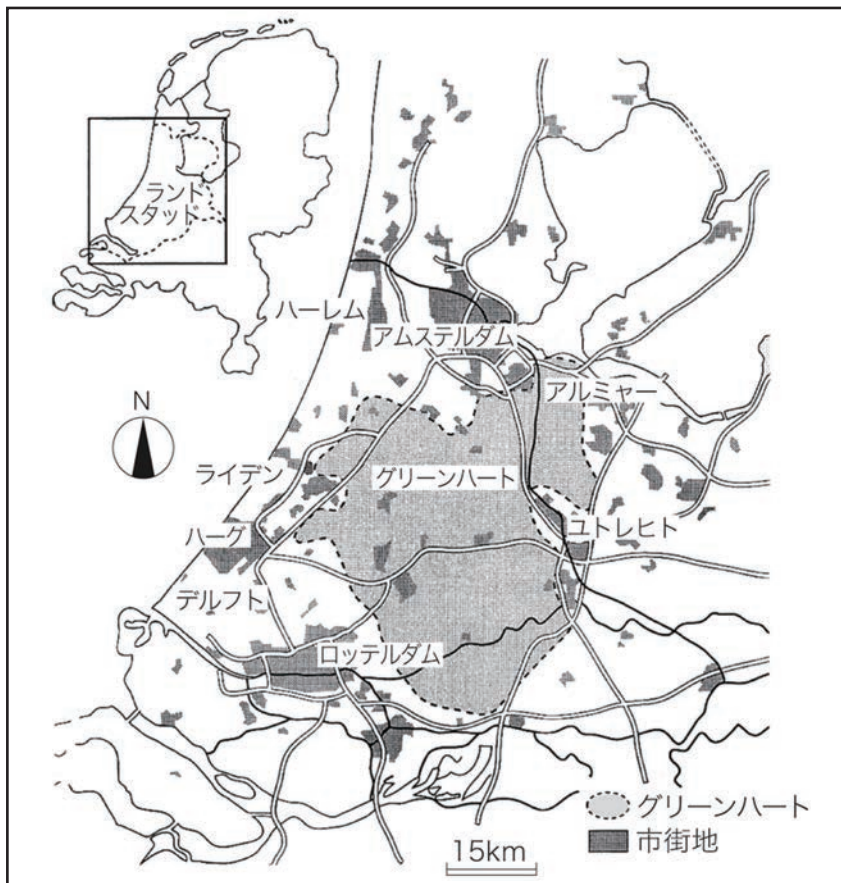 ランド
スタット
ハーレム
アムステルダム
アルミャー
N
ライデン
グリーンハート
ハーグ
ユトレヒト
デルフト
ロッテルダム
グリーンハート
市街地
15km